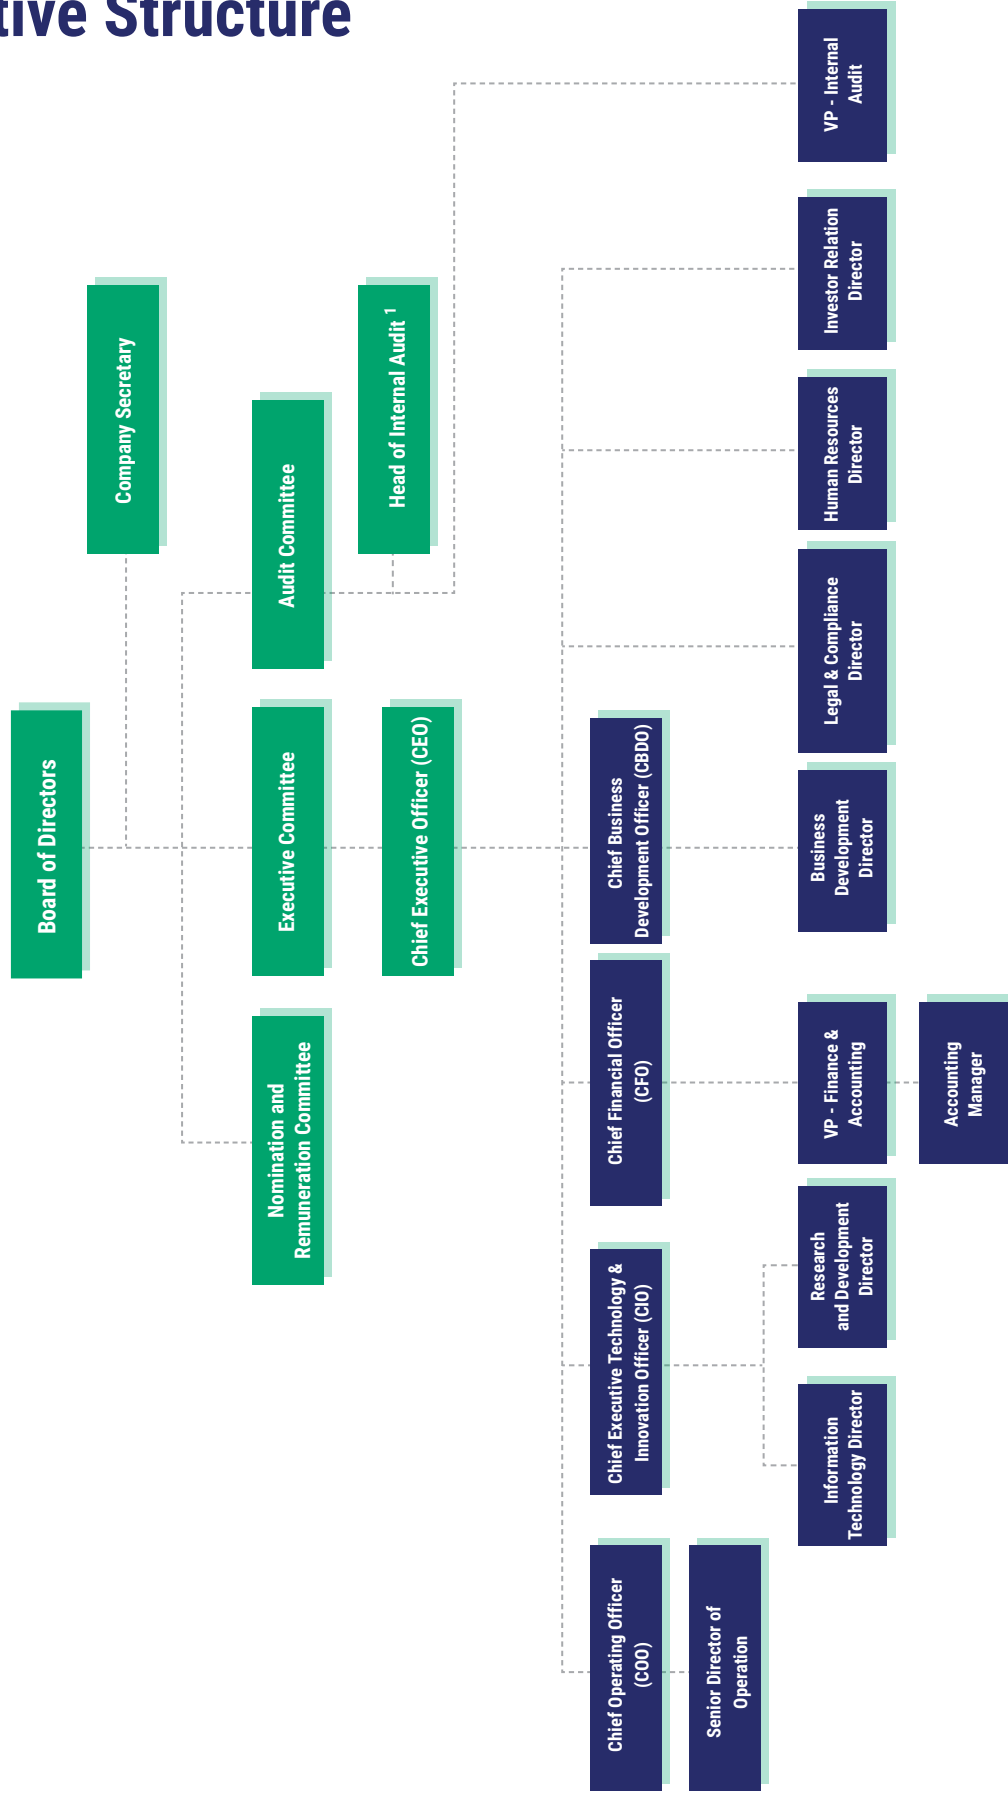 tive Structure
Board of Directors
Company Secretary
Nomination and
Remuneration Committee
Executive Committee
Audit Committee
Chief Executive Officer (CEO)
Head of Internal Audit 1
Chief Operating Officer
(COO)
Chief Executive Technology &
Innovation Officer (CIO)
Chief Financial Officer
(CFO)
Chief Business
Development Officer (CBDO)
Senior Director of
Operation
Information
Technology Director
Research
and Development
Director
VP - Finance &
Accounting
Business
Development
Director
Legal & Compliance
Director
Human Resources
Director
Investor Relation
Director
VP - Internal
Audit
Accounting
Manager